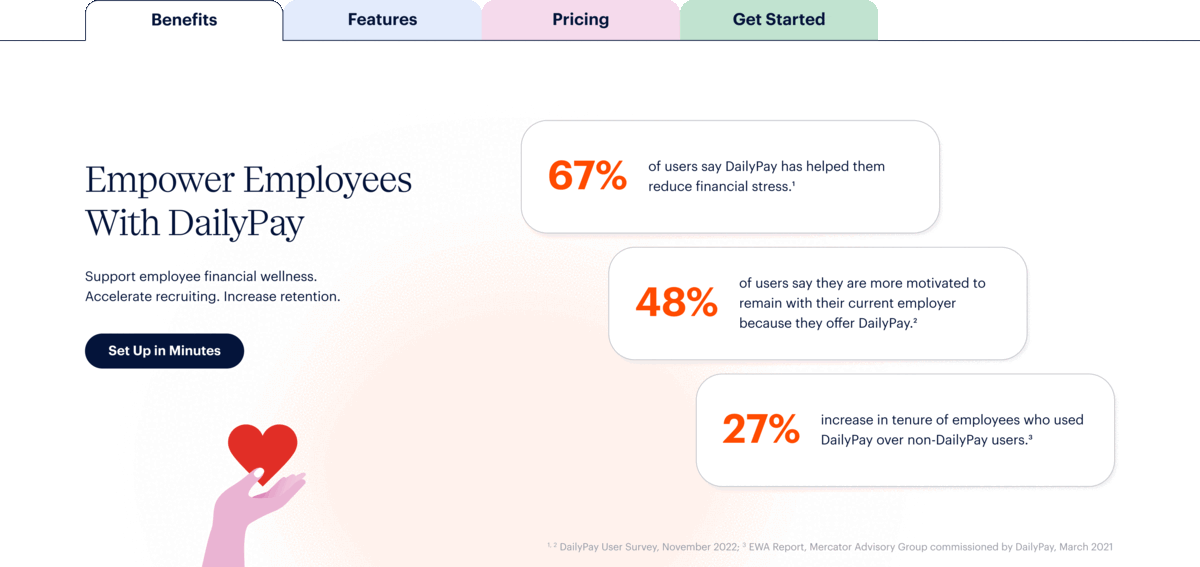 Benefits
Features
Pricing
Get Started
Empower Employees
With DailyPay
Support employee financial wellness.
Accelerate recruiting. Increase retention.
Set Up in Minutes
67%
of users say DailyPay has helped them
reduce financial stress.¹
48%
of users say they are more motivated to
remain with their current employer
because they offer DailyPay.²
27%
increase in tenure of employees who used
DailyPay over non-DailyPay users.³
¹, ² DailyPay User Survey, November 2022; ³ EWA Report, Mercator Advisory Group commissioned by DailyPay, March 2021